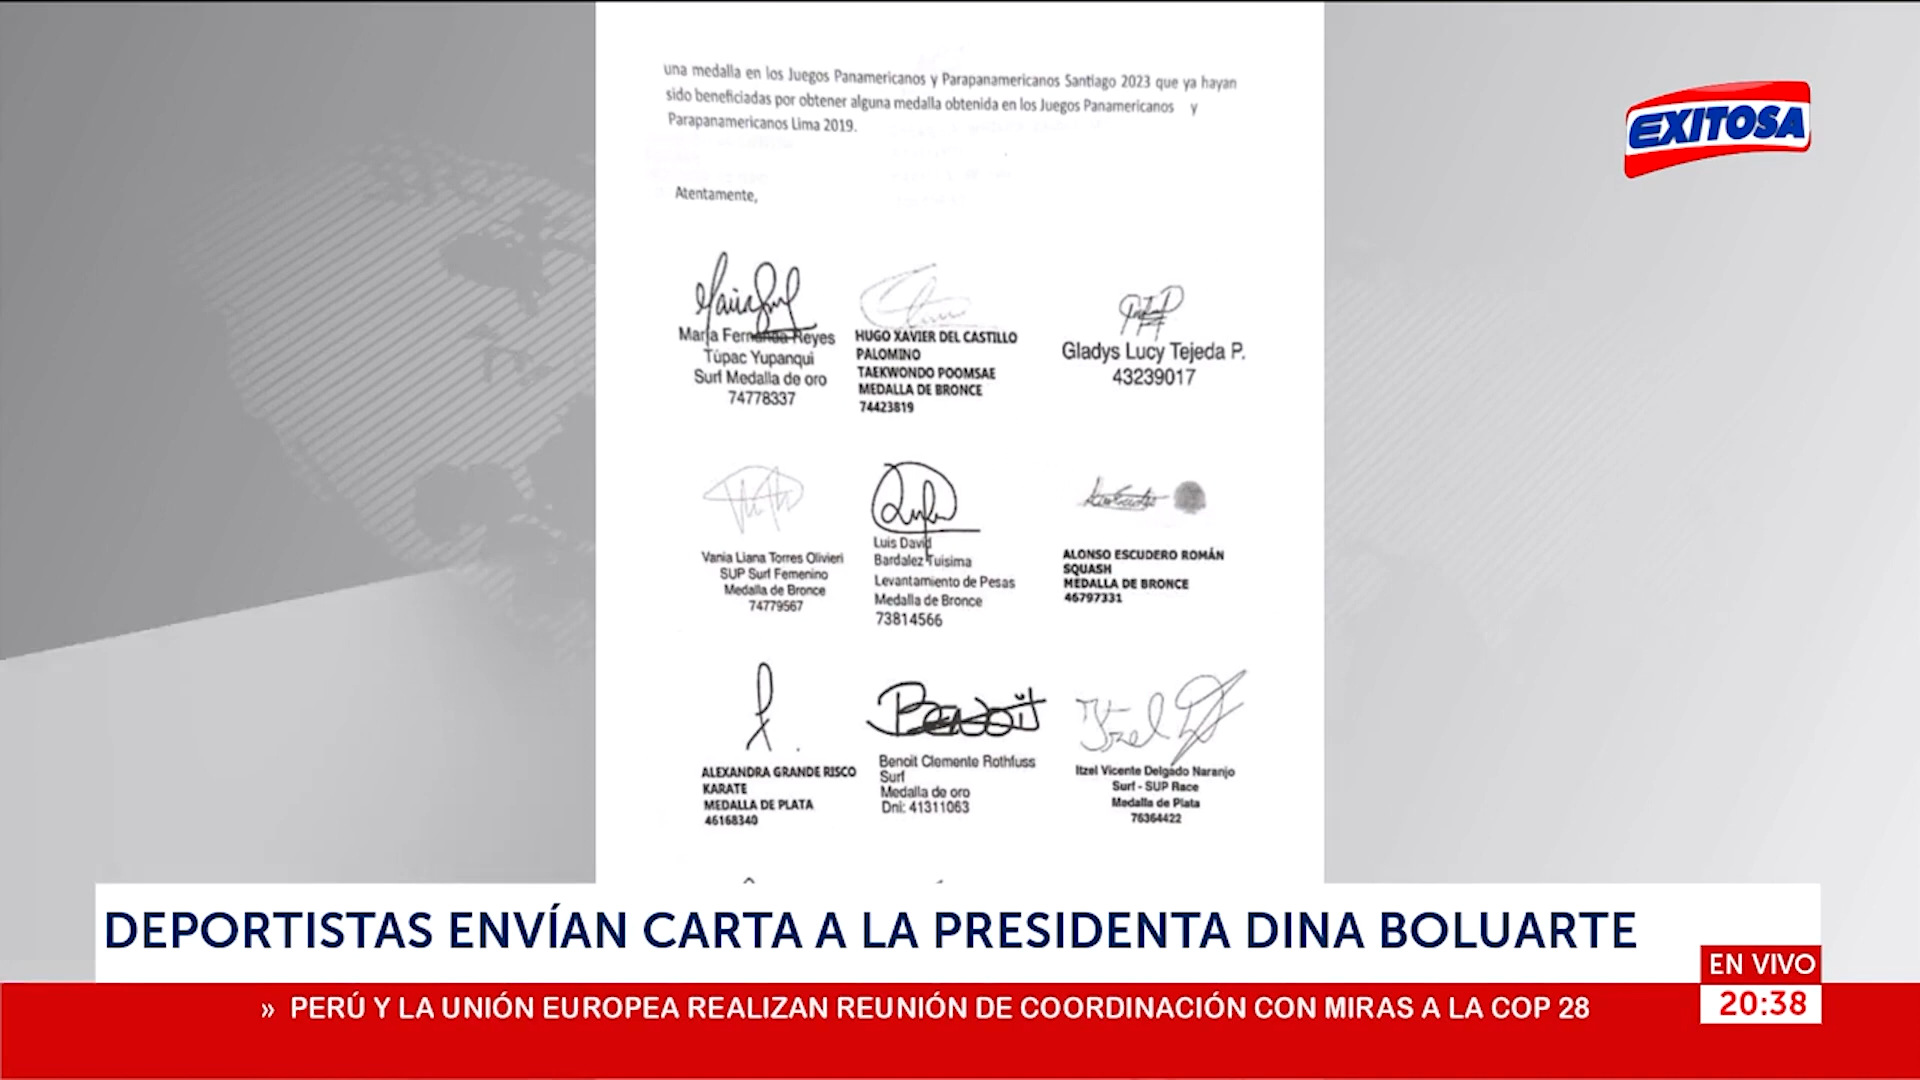 una medalla en los Juegos Panamericanos y Parapanamericanos Santiago 2023 que ya hayan
sido beneficiadas por obtener alguna medalla obtenida en los Juegos Panamericanos y
Parapanamericanos Lima 2019.
EXITOSA
Atentamente,
María Fernanda Reyes
Túpac Yupanqui
Surf Medalla de oro
74778337
HUGO XAVIER DEL CASTILLO
PALOMINO
TAEKWONDO POOMSAE
MEDALLA DE BRONCE
74423819
Gladys Lucy Tejeda P.
43239017
Vania Liana Torres Olivieri
SUP Surf Femenino
Medalla de Bronce
74779567
Luis David
Bardalez Tuisima
Levantamiento de Pesas
Medalla de Bronce
73814566
ALONSO ESCUDERO ROMÁN
SQUASH
MEDALLA DE BRONCE
46797331
ALEXANDRA GRANDE RISCO
KARATE
MEDALLA DE PLATA
46168340
BENOIT
Benoit Clemente Rothfuss
Surf
Medalla de oro
Dni: 41311063
Itzel
Itzel Vicente Delgado Naranjo
Surf - SUP Race
Medalla de Plata
76364422
DEPORTISTAS ENVÍAN CARTA A LA PRESIDENTA DINA BOLUARTE
EN VIVO
» PERÚ Y LA UNIÓN EUROPEA REALIZAN REUNIÓN DE COORDINACIÓN CON MIRAS A LA COP 28
20:38